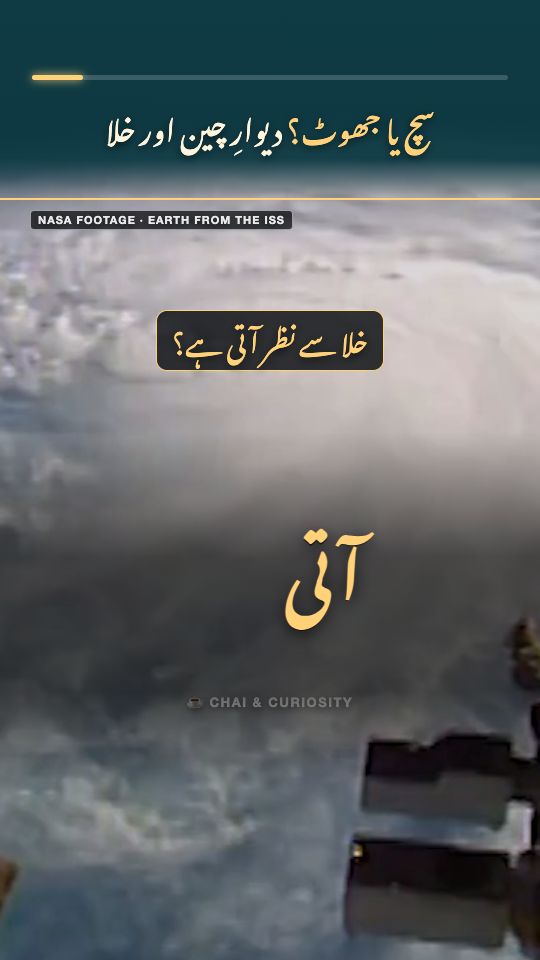 سچ یا جھوٹ؟ دیوارِ چین اور خلا
NASA FOOTAGE · EARTH FROM THE ISS
خلا سے نظر آتی ہے؟
آتی
☕ CHAI & CURIOSITY